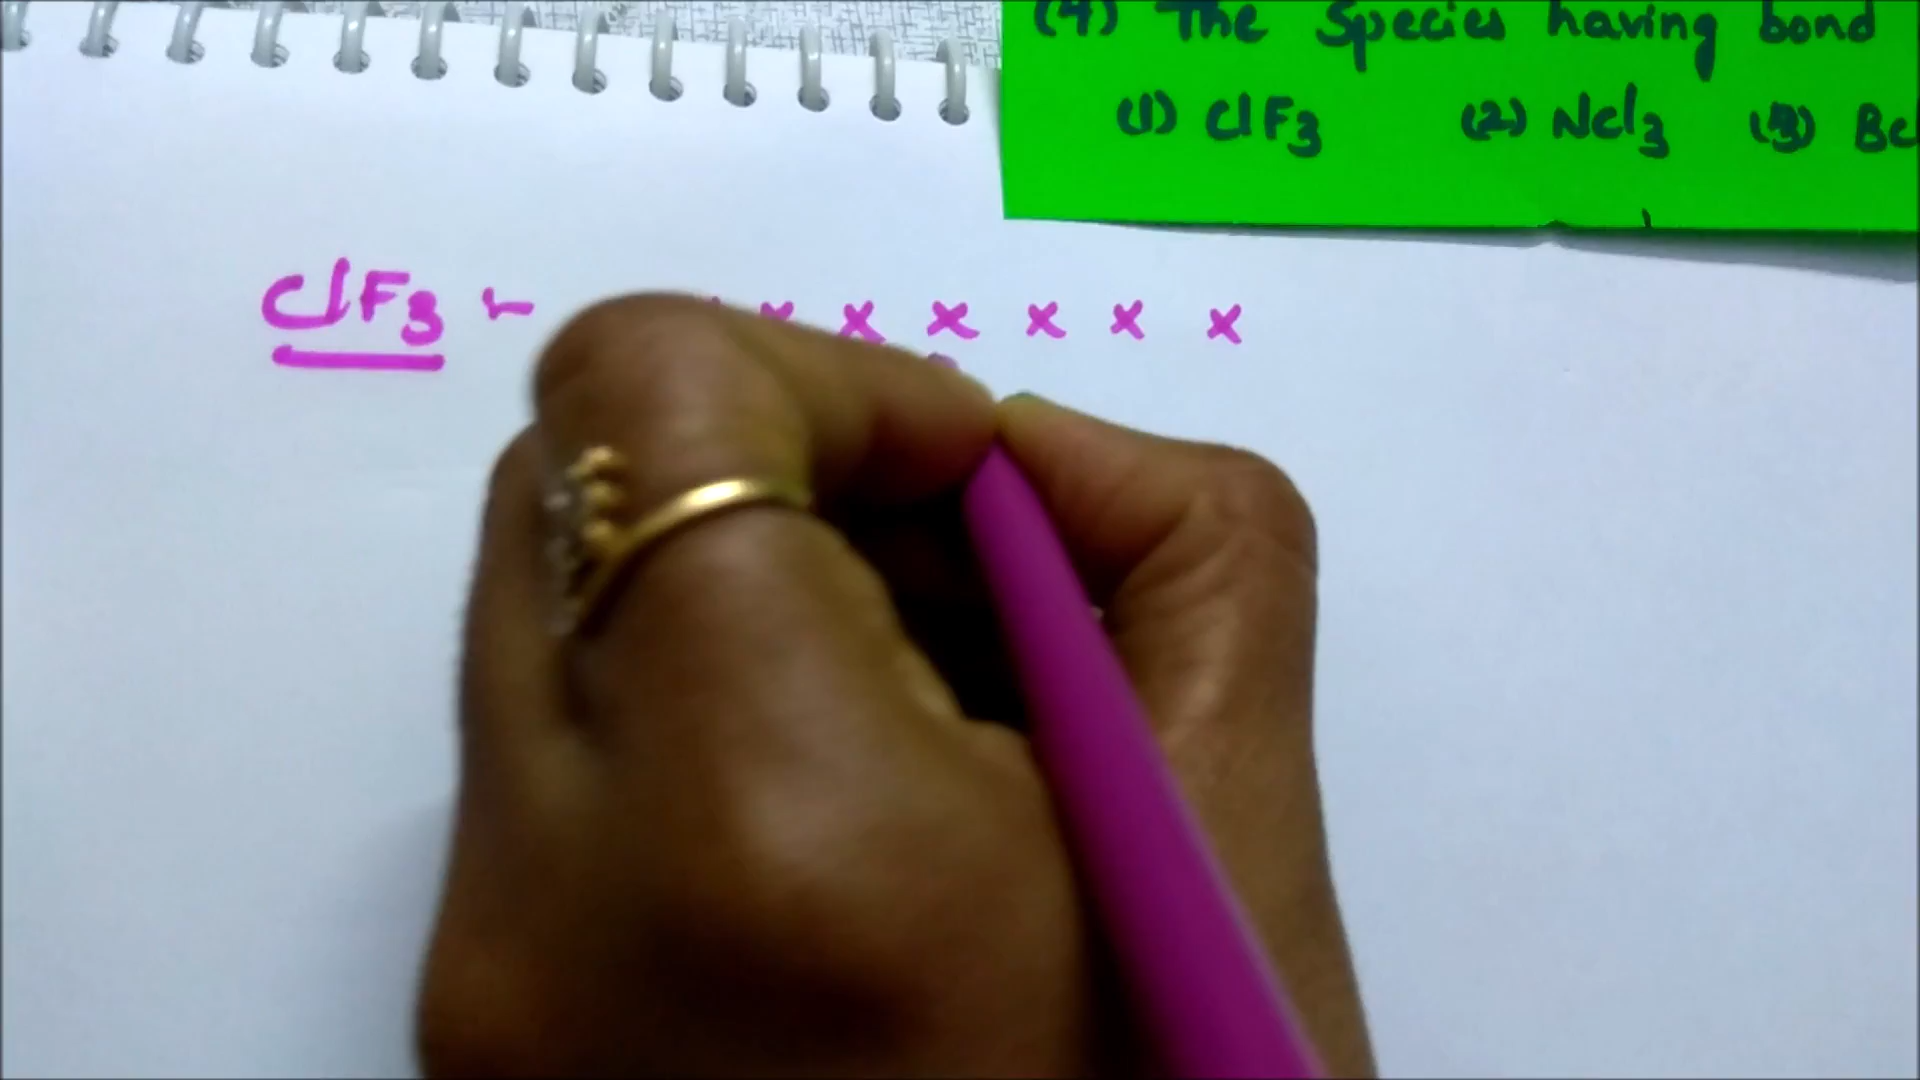 (4) The Species having bond
(1) ClF3 (2) NCl3 (3) BC
ClF3 - x x x x x x